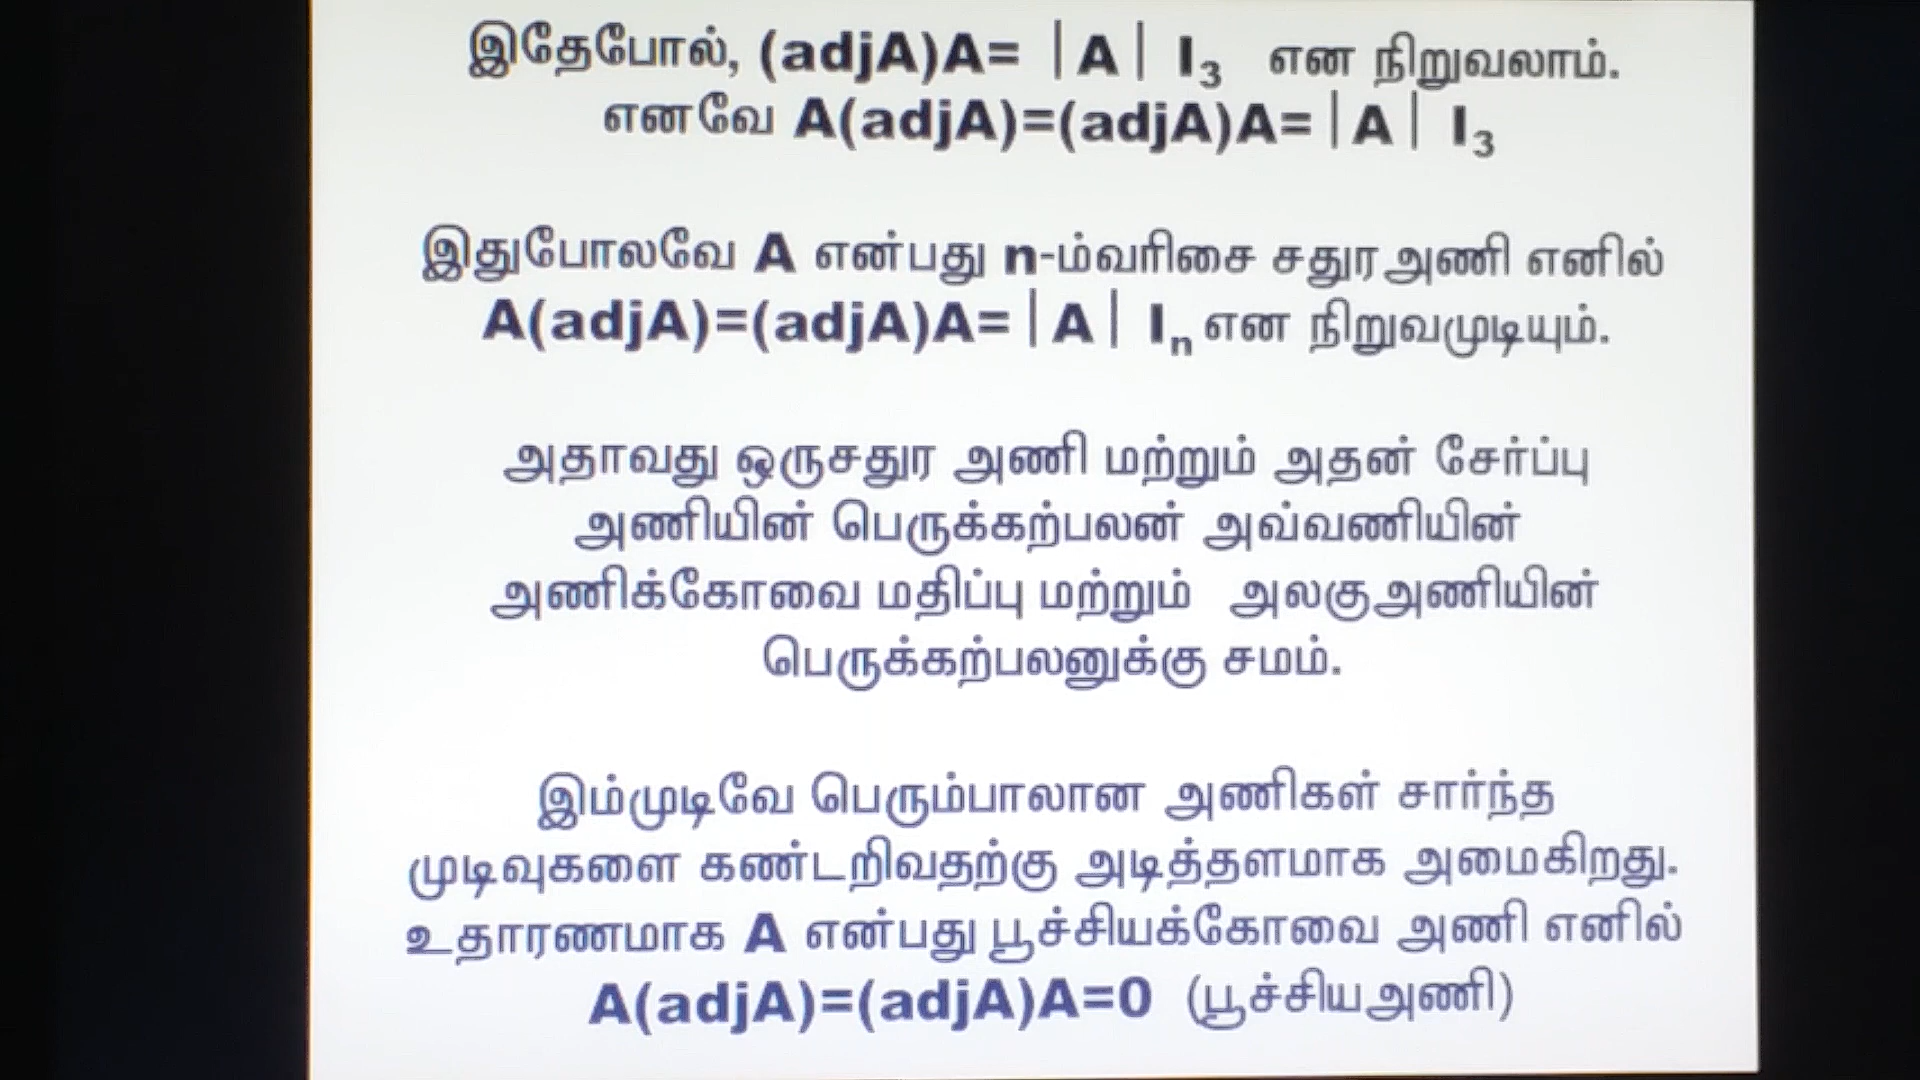 இதேபோல், (adjA)A= |A| I₃ என நிறுவலாம்.
எனவே A(adjA)=(adjA)A=|A| I₃
இதுபோலவே A என்பது n-ம்வரிசை சதுர அணி எனில்
A(adjA)=(adjA)A=|A| Iₙ என நிறுவமுடியும்.
அதாவது ஒருசதுர அணி மற்றும் அதன் சேர்ப்பு
அணியின் பெருக்கற்பலன் அவ்வணியின்
அணிக்கோவை மதிப்பு மற்றும் அலகுஅணியின்
பெருக்கற்பலனுக்கு சமம்.
இம்முடிவே பெரும்பாலான அணிகள் சார்ந்த
முடிவுகளை கண்டறிவதற்கு அடித்தளமாக அமைகிறது.
உதாரணமாக A என்பது பூச்சியக்கோவை அணி எனில்
A(adjA)=(adjA)A=0 (பூச்சியஅணி)